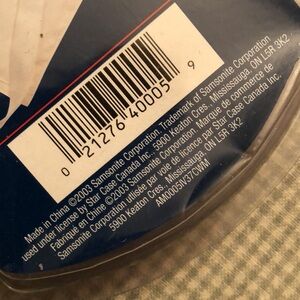 0 21276 40005 9
Made in China ©2003 Samsonite Corporation. Trademark of Samsonite Corporation
used under license by Star Case Canada Inc. 5900 Keaton Cres. Mississauga, ON L5R 3K2
Fabriqué en Chine ©2003 Samsonite Corporation. Marque de commerce de
Samsonite Corporation utilisée par voie de licence par Star Case Canada Inc.
5900 Keaton Cres., Mississauga, ON L5R 3K2
AM0005N/37CWM